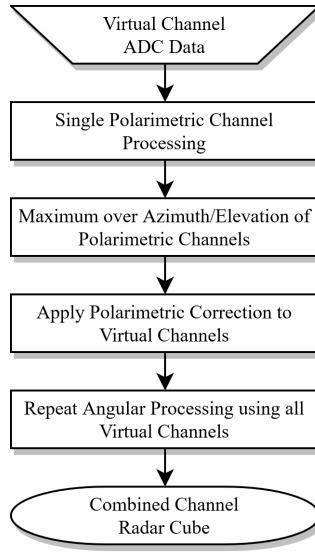 Virtual Channel
ADC Data
Single Polarimetric Channel
Processing
Maximum over Azimuth/Elevation of
Polarimetric Channels
Apply Polarimetric Correction to
Virtual Channels
Repeat Angular Processing using all
Virtual Channels
Combined Channel
Radar Cube